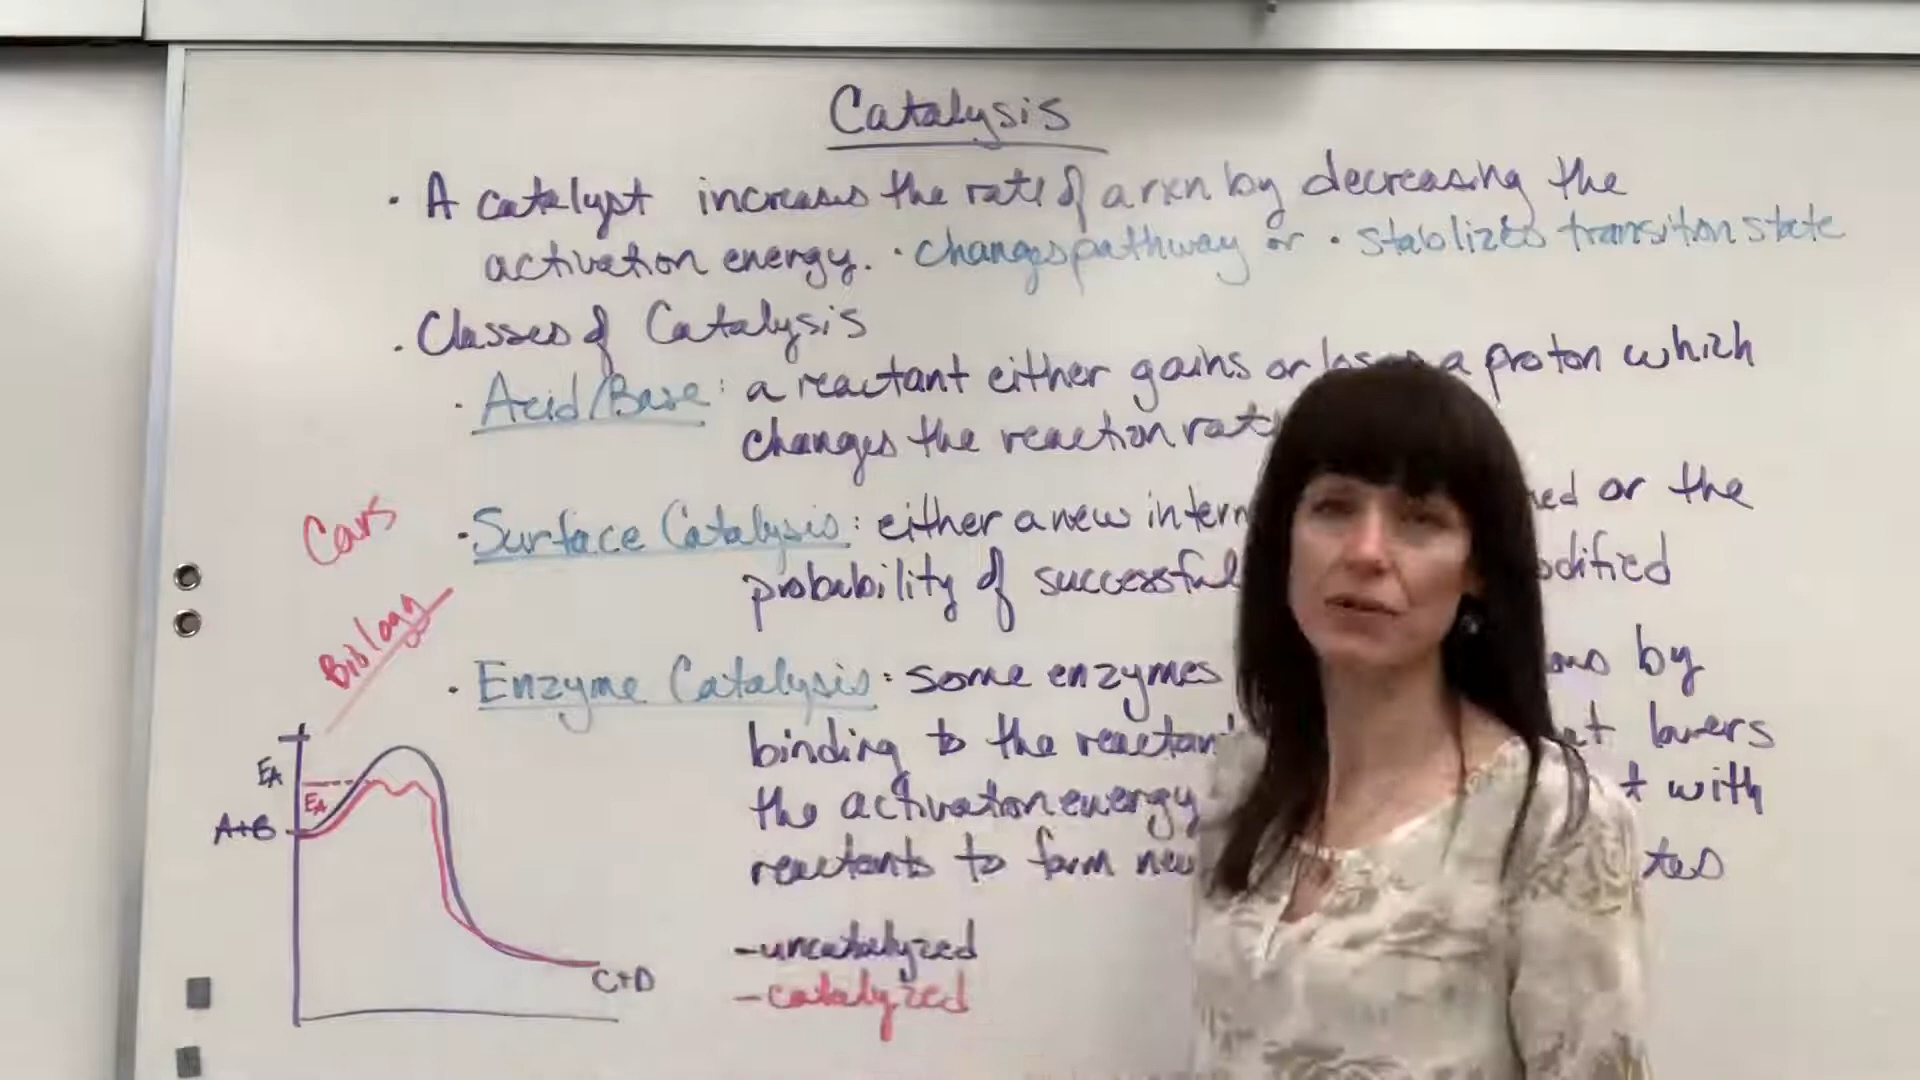 Catalysis
· A catalyst increases the rate of a rxn by decreasing the
activation energy. · changes pathway or · stablizes transition state
· Classes of Catalysis
· Acid/Base: a reactant either gains or a proton which
changes the reaction
Cars
· Surface Catalysis: either a new or the
probability of successful
Biology
· Enzyme Catalysis: some enzymes by
binding to the lowers
the activation energy with
reactants to form
EA
EA
A+B
C+D
-uncatalyzed
-catalyzed